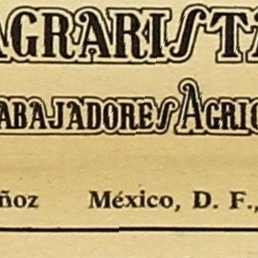 AGRARISTA
ABAJADORES AGRIC
ñoz México, D. F.,